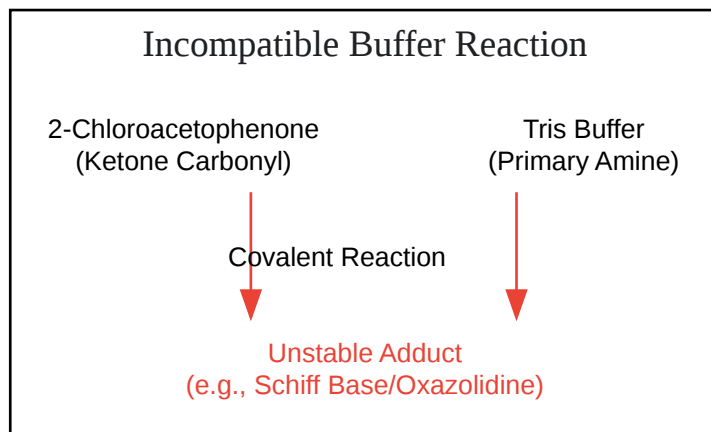 Incompatible Buffer Reaction
2-Chloroacetophenone
(Ketone Carbonyl)
Tris Buffer
(Primary Amine)
Covalent Reaction
Unstable Adduct
(e.g., Schiff Base/Oxazolidine)